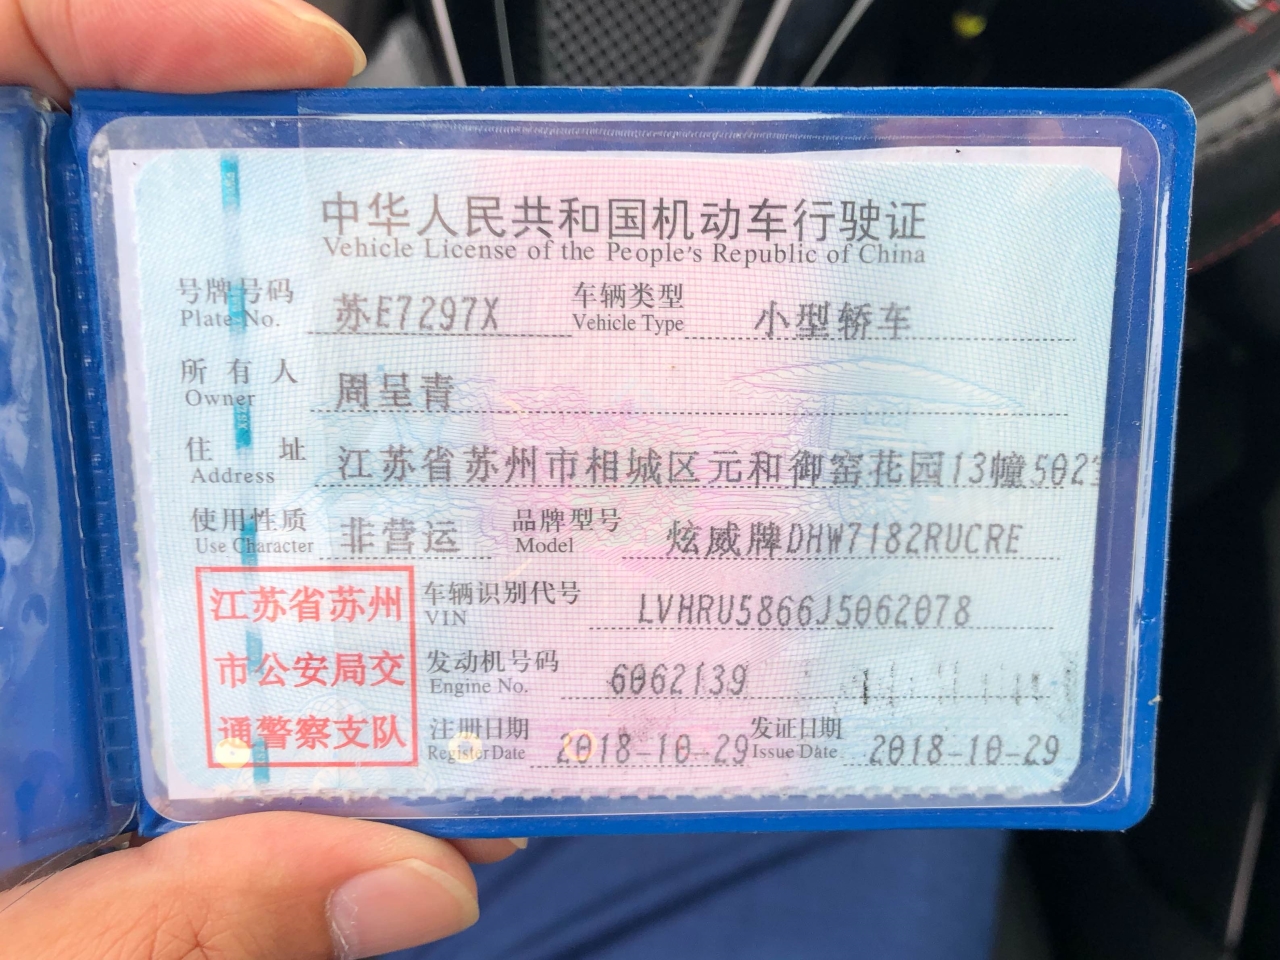 中华人民共和国机动车行驶证
Vehicle License of the People's Republic of China
号牌号码 苏E7297X 车辆类型 小型轿车
Plate No. Vehicle Type
所有人 周呈青
Owner
住址 江苏省苏州市相城区元和御窑花园13幢502室
Address
使用性质 非营运 品牌型号 炫威牌DHW7182RUCRE
Use Character Model
江苏省苏州
市公安局交
通警察支队
车辆识别代号 LVHRU5866J5062078
VIN
发动机号码 6062139
Engine No.
注册日期 2018-10-29 发证日期 2018-10-29
Register Date Issue Date